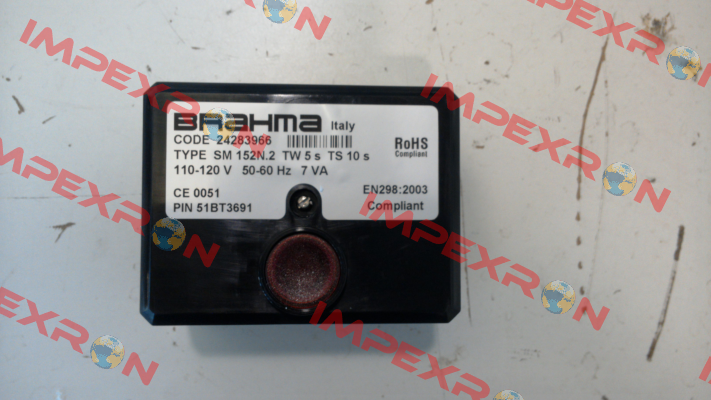 BRAHMA Italy
CODE 24283966
TYPE SM 152N.2 TW 5 s TS 10 s
110-120 V 50-60 Hz 7 VA
RoHS
Compliant
CE 0051
PIN 51BT3691
EN298:2003
Compliant
IMPEXRON
IMPEXRON
IMPEXRON
IMPEXRON
IMPEXRON
IMPEXRON